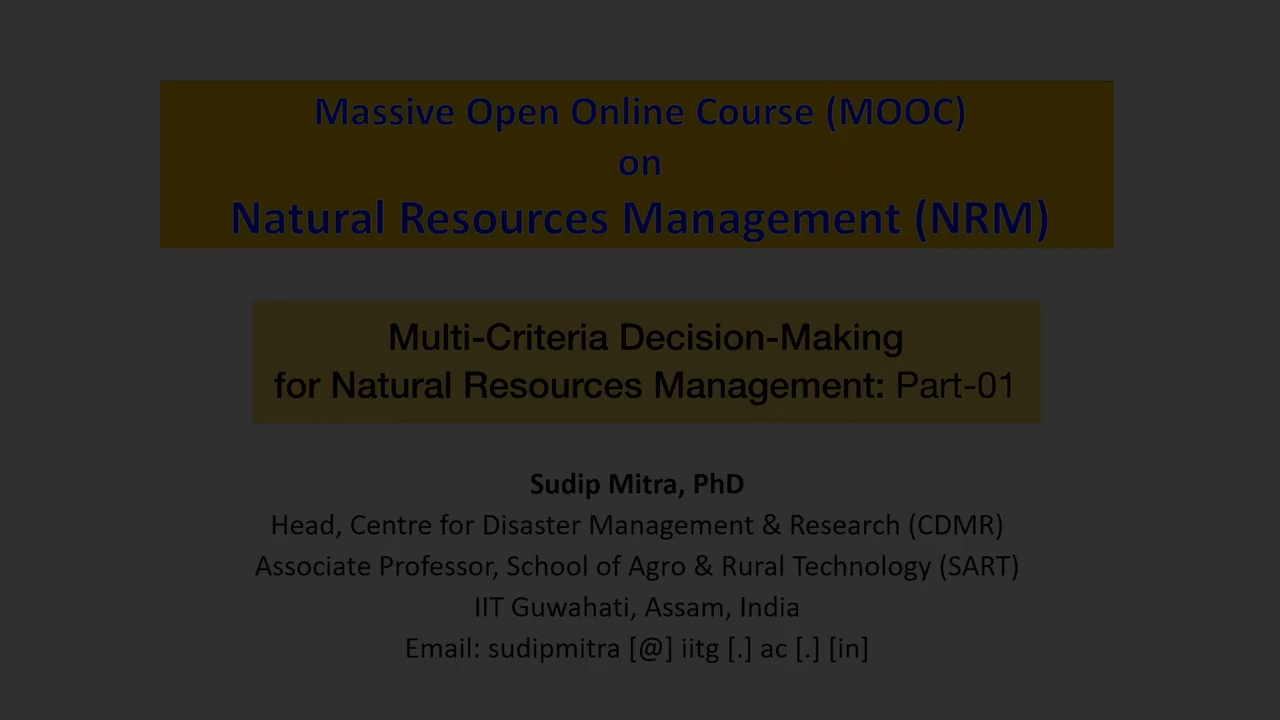 Massive Open Online Course (MOOC)
on
Natural Resources Management (NRM)
Multi-Criteria Decision-Making
for Natural Resources Management: Part-01
Sudip Mitra, PhD
Head, Centre for Disaster Management & Research (CDMR)
Associate Professor, School of Agro & Rural Technology (SART)
IIT Guwahati, Assam, India
Email: sudipmitra [@] iitg [.] ac [.] [in]